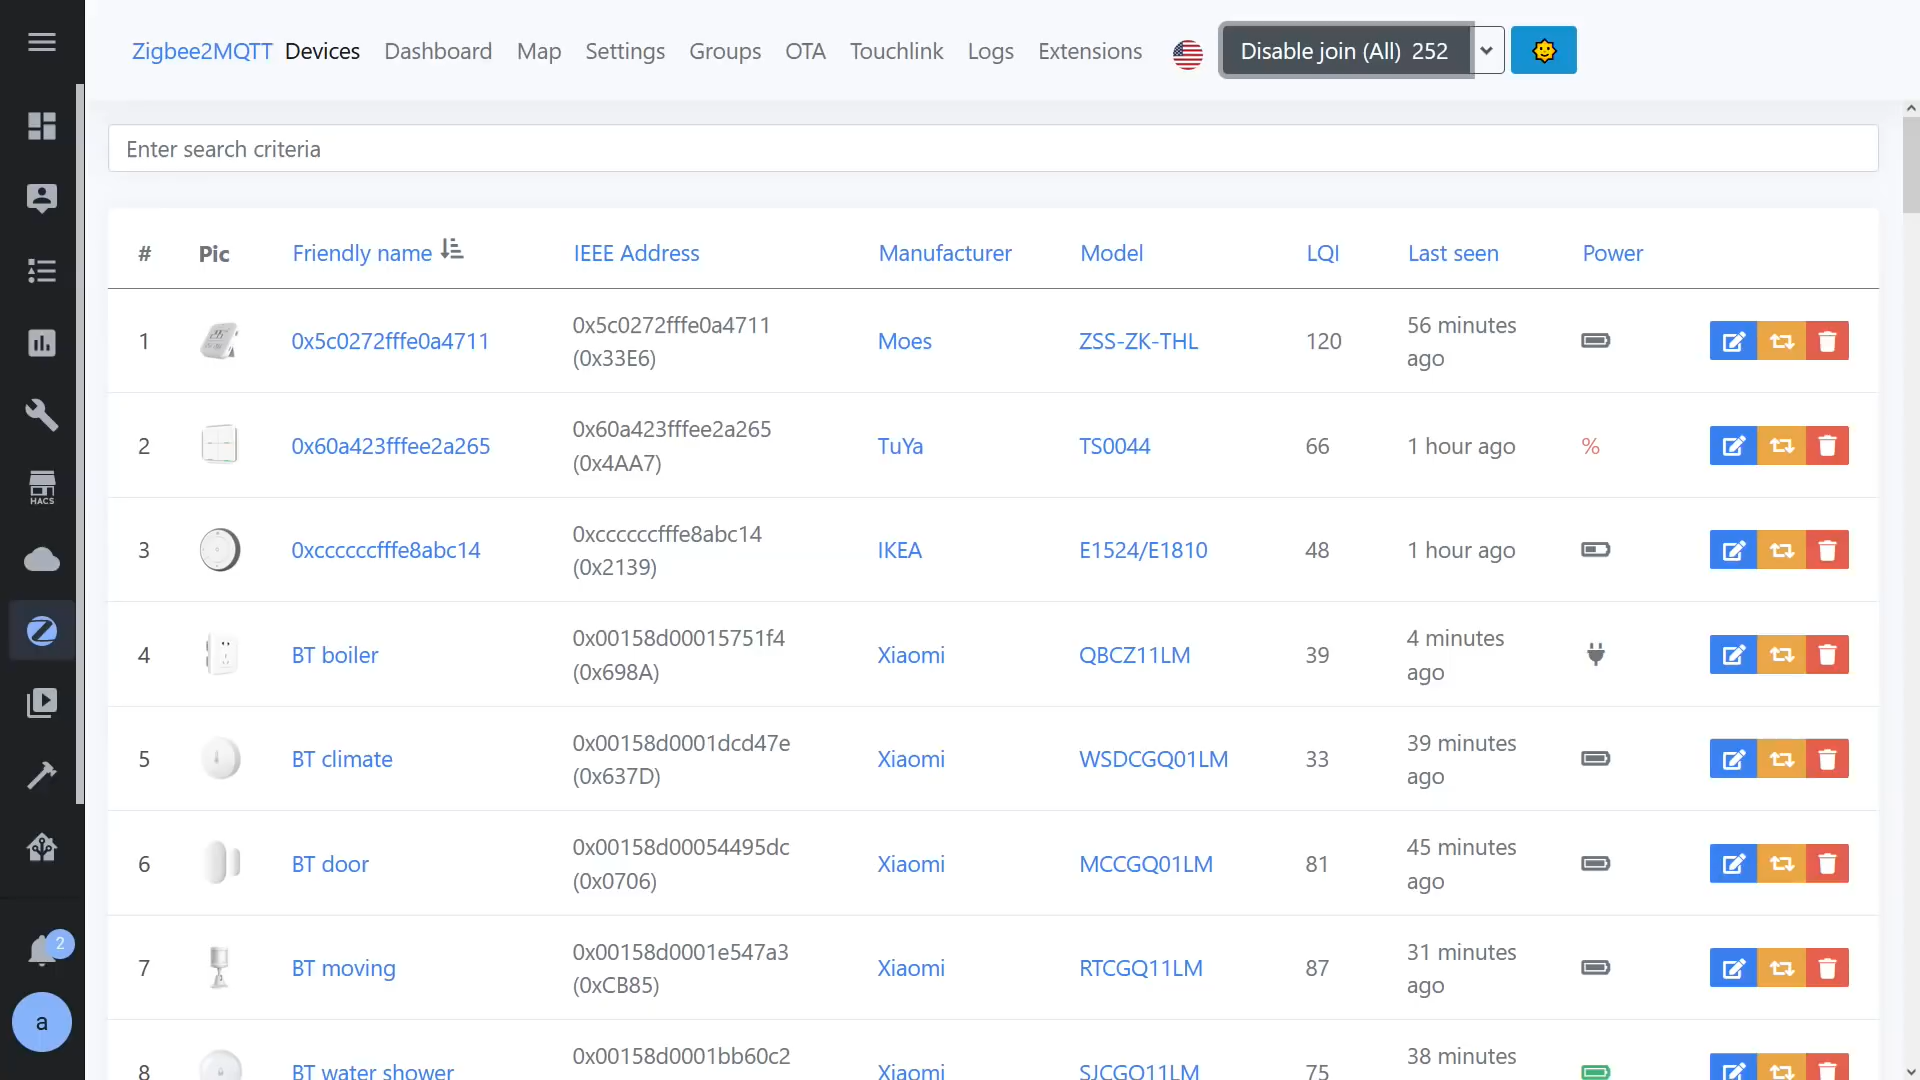 Zigbee2MQTT Devices Dashboard Map Settings Groups OTA Touchlink Logs Extensions Disable join (All) 252
Enter search criteria
# Pic Friendly name IEEE Address Manufacturer Model LQI Last seen Power
1 0x5c0272fffe0a4711 0x5c0272fffe0a4711 Moes ZSS-ZK-THL 120 56 minutes
(0x33E6) ago
2 0x60a423fffee2a265 0x60a423fffee2a265 TuYa TS0044 66 1 hour ago %
(0x4AA7)
3 0xccccccfffe8abc14 0xccccccfffe8abc14 IKEA E1524/E1810 48 1 hour ago
(0x2139)
HACS
4 BT boiler 0x00158d00015751f4 Xiaomi QBCZ11LM 39 4 minutes
(0x698A) ago
5 BT climate 0x00158d0001dcd47e Xiaomi WSDCGQ01LM 33 39 minutes
(0x637D) ago
6 BT door 0x00158d00054495dc Xiaomi MCCGQ01LM 81 45 minutes
(0x0706) ago
7 BT moving 0x00158d0001e547a3 Xiaomi RTCGQ11LM 87 31 minutes
(0xCB85) ago
8 BT water shower 0x00158d0001bb60c2 Xiaomi SJCGQ11LM 75 38 minutes
2
a